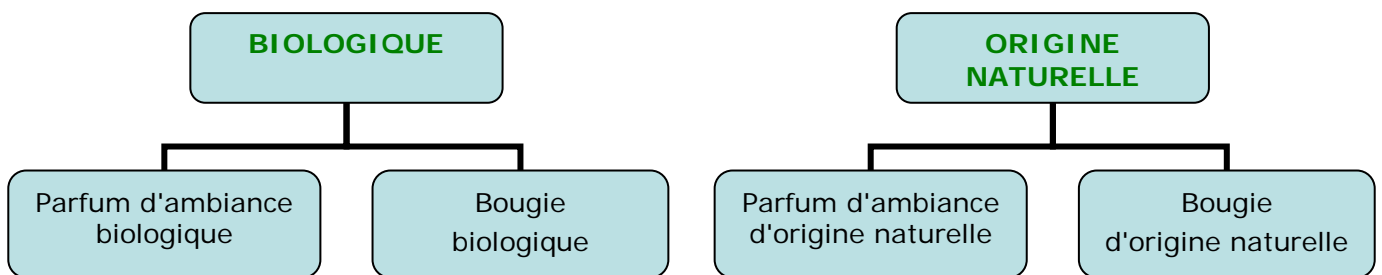 BIOLOGIQUE
ORIGINE
NATURELLE
Parfum d'ambiance
biologique
Bougie
biologique
Parfum d'ambiance
d'origine naturelle
Bougie
d'origine naturelle